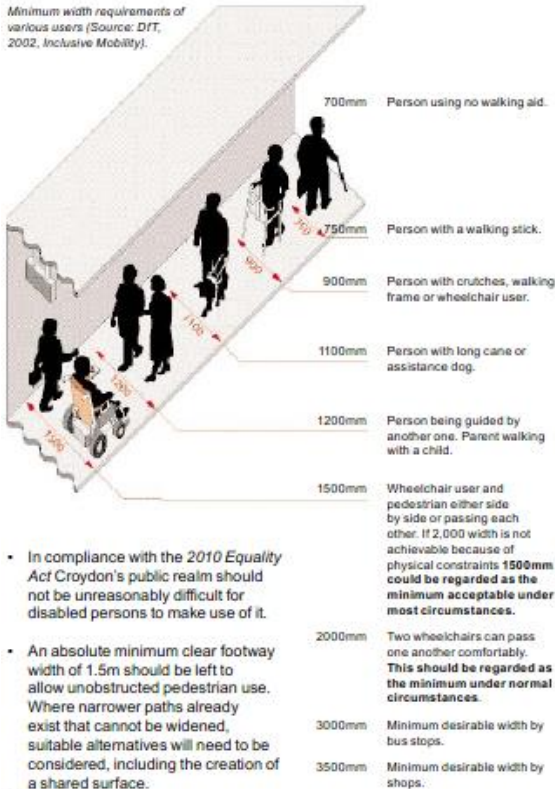 Minimum width requirements of
various users (Source: DfT,
2002, Inclusive Mobility).
700mm Person using no walking aid.
750mm Person with a walking stick.
900mm Person with crutches, walking
frame or wheelchair user.
1100mm Person with long cane or
assistance dog.
1200mm Person being guided by
another one. Parent walking
with a child.
1500mm Wheelchair user and
pedestrian either side
by side or passing each
other. If 2,000 width is not
achievable because of
physical constraints 1500mm
could be regarded as the
minimum acceptable under
most circumstances.
2000mm Two wheelchairs can pass
one another comfortably.
This should be regarded as
the minimum under normal
circumstances.
3000mm Minimum desirable width by
bus stops.
3500mm Minimum desirable width by
shops.
750
900
1100
1200
1500
• In compliance with the 2010 Equality
Act Croydon's public realm should
not be unreasonably difficult for
disabled persons to make use of it.
• An absolute minimum clear footway
width of 1.5m should be left to
allow unobstructed pedestrian use.
Where narrower paths already
exist that cannot be widened,
suitable alternatives will need to be
considered, including the creation of
a shared surface.